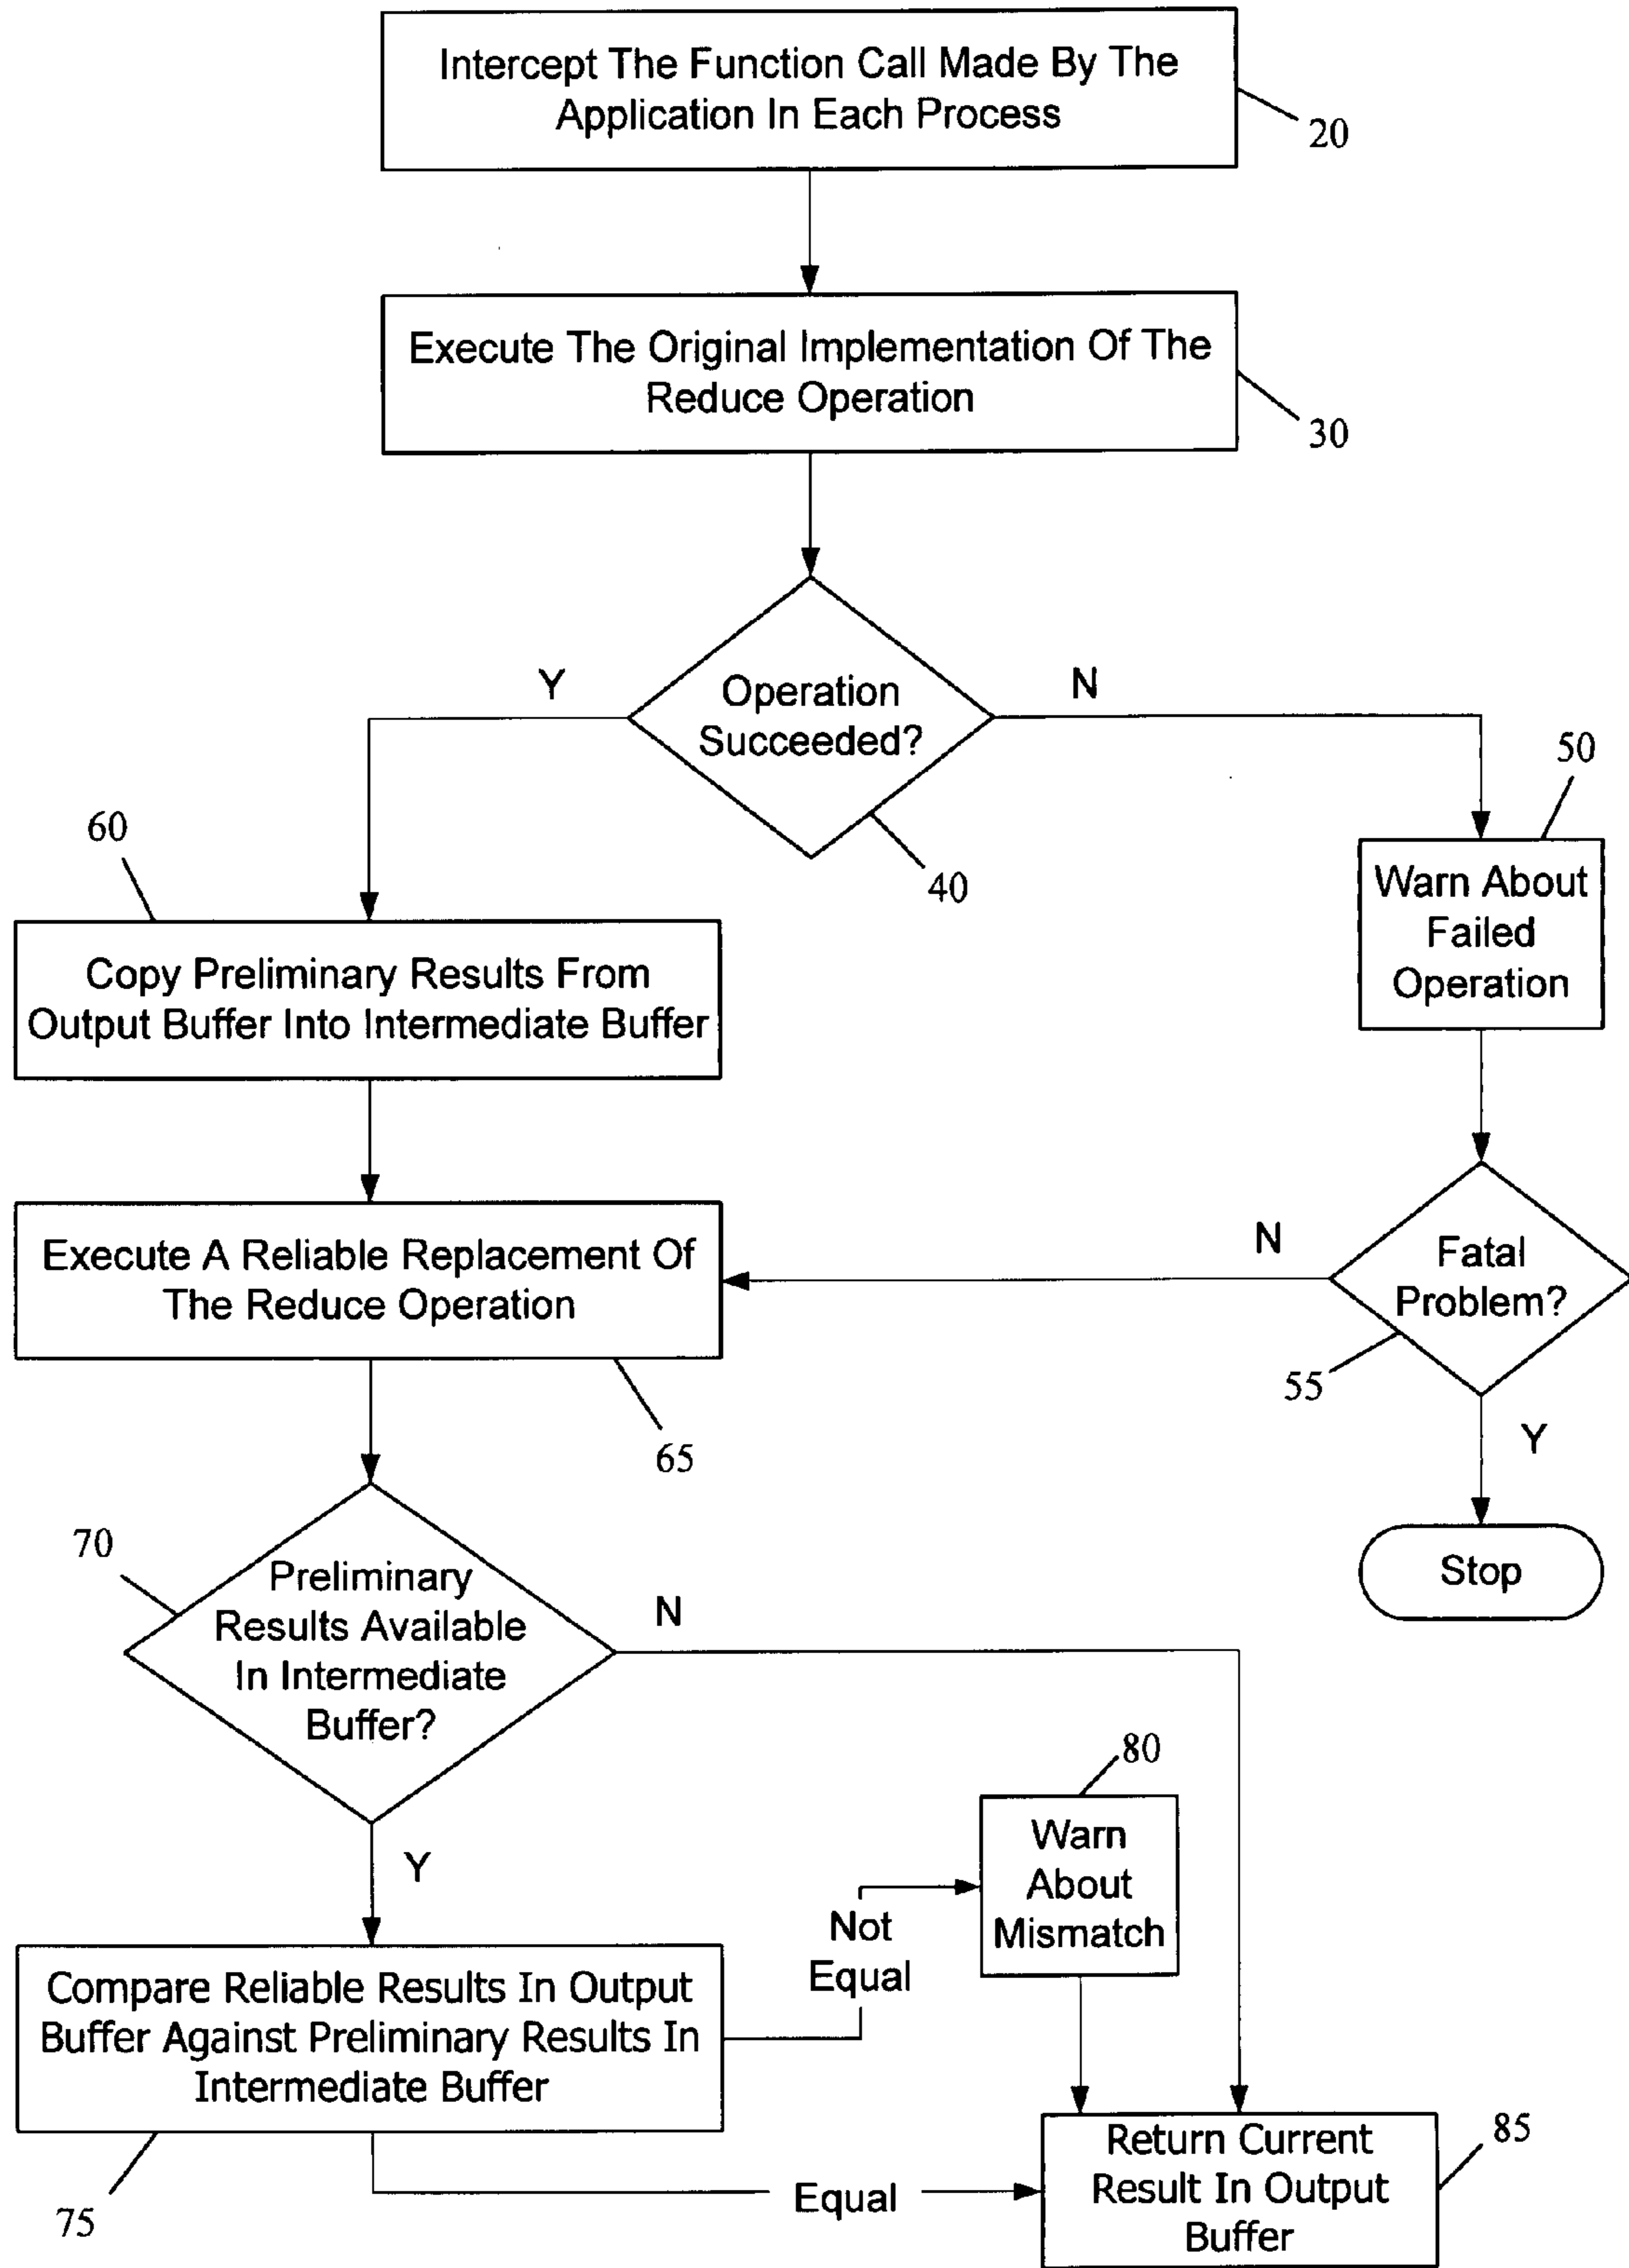 Intercept The Function Call Made By The
Application In Each Process
20
Execute The Original Implementation Of The
Reduce Operation
30
Y
Operation
Succeeded?
N
40
50
Warn About
Failed
Operation
60
Copy Preliminary Results From
Output Buffer Into Intermediate Buffer
Execute A Reliable Replacement Of
The Reduce Operation
65
N
Fatal
Problem?
55
Y
Stop
70
Preliminary
Results Available
In Intermediate
Buffer?
N
Y
80
Warn
About
Mismatch
Not
Equal
Compare Reliable Results In Output
Buffer Against Preliminary Results In
Intermediate Buffer
75
Equal
Return Current
Result In Output
Buffer
85